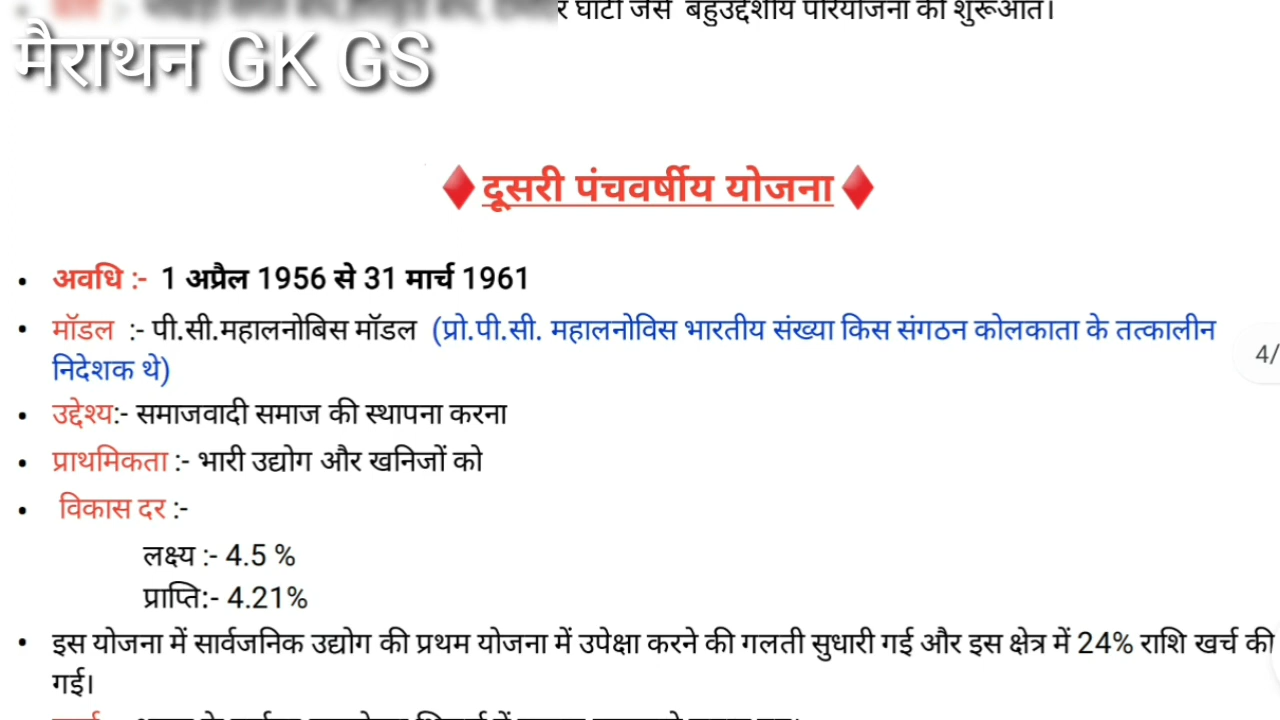 र घाटी जैसे बहुउद्देशीय परियोजना की शुरूआत।
मैराथन GK GS
♦️दूसरी पंचवर्षीय योजना♦️
• अवधि :- 1 अप्रैल 1956 से 31 मार्च 1961
• मॉडल :- पी.सी.महालनोबिस मॉडल (प्रो.पी.सी. महालनोविस भारतीय संख्या किस संगठन कोलकाता के तत्कालीन
निदेशक थे)
4/
• उद्देश्य:- समाजवादी समाज की स्थापना करना
• प्राथमिकता :- भारी उद्योग और खनिजों को
• विकास दर :-
लक्ष्य :- 4.5 %
प्राप्ति:- 4.21%
• इस योजना में सार्वजनिक उद्योग की प्रथम योजना में उपेक्षा करने की गलती सुधारी गई और इस क्षेत्र में 24% राशि खर्च की
गई।